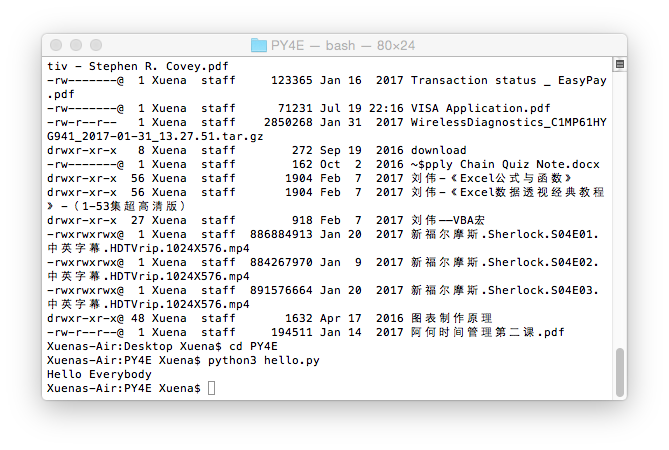 PY4E — bash — 80×24
tiv - Stephen R. Covey.pdf
-rw-------@  1 Xuena  staff     123365 Jan 16  2017 Transaction status _ EasyPay
.pdf
-rw-------@  1 Xuena  staff      71231 Jul 19 22:16 VISA Application.pdf
-rw-r--r--   1 Xuena  staff    2850268 Jan 31  2017 WirelessDiagnostics_C1MP61HY
G941_2017-01-31_13.27.51.tar.gz
drwxr-xr-x   8 Xuena  staff        272 Sep 19  2016 download
-rw-------@  1 Xuena  staff        162 Oct  2  2016 ~$pply Chain Quiz Note.docx
drwxr-xr-x  56 Xuena  staff       1904 Feb  7  2017 刘伟-《Excel公式与函数》
drwxr-xr-x  56 Xuena  staff       1904 Feb  7  2017 刘伟-《Excel数据透视经典教程
》-（1-53集超高清版）
drwxr-xr-x  27 Xuena  staff        918 Feb  7  2017 刘伟——VBA宏
-rwxrwxrwx@  1 Xuena  staff  886884913 Jan 20  2017 新福尔摩斯.Sherlock.S04E01.
中英字幕.HDTVrip.1024X576.mp4
-rwxrwxrwx@  1 Xuena  staff  884267970 Jan  9  2017 新福尔摩斯.Sherlock.S04E02.
中英字幕.HDTVrip.1024X576.mp4
-rwxrwxrwx@  1 Xuena  staff  891576664 Jan 20  2017 新福尔摩斯.Sherlock.S04E03.
中英字幕.HDTVrip.1024X576.mp4
drwxr-xr-x@ 48 Xuena  staff       1632 Apr 17  2016 图表制作原理
-rw-r--r--@  1 Xuena  staff     194511 Jan 14  2017 阿何时间管理第二课.pdf
Xuenas-Air:Desktop Xuena$ cd PY4E
Xuenas-Air:PY4E Xuena$ python3 hello.py
Hello Everybody
Xuenas-Air:PY4E Xuena$